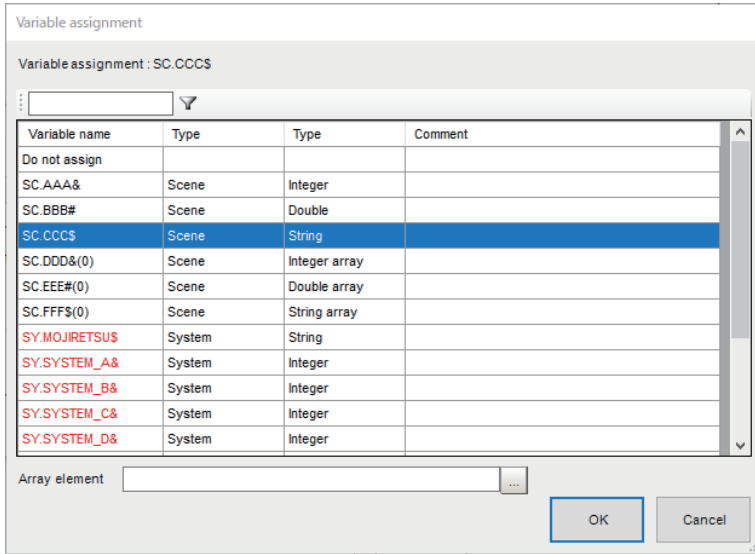 Variable assignment
Variable assignment : SC.CCC$
Variable name Type Type Comment
Do not assign
SC.AAA& Scene Integer
SC.BBB# Scene Double
SC.CCC$ Scene String
SC.DDD&(0) Scene Integer array
SC.EEE#(0) Scene Double array
SC.FFF$(0) Scene String array
SY.MOJIRETSU$ System String
SY.SYSTEM_A& System Integer
SY.SYSTEM_B& System Integer
SY.SYSTEM_C& System Integer
SY.SYSTEM_D& System Integer
Array element ...
OK Cancel